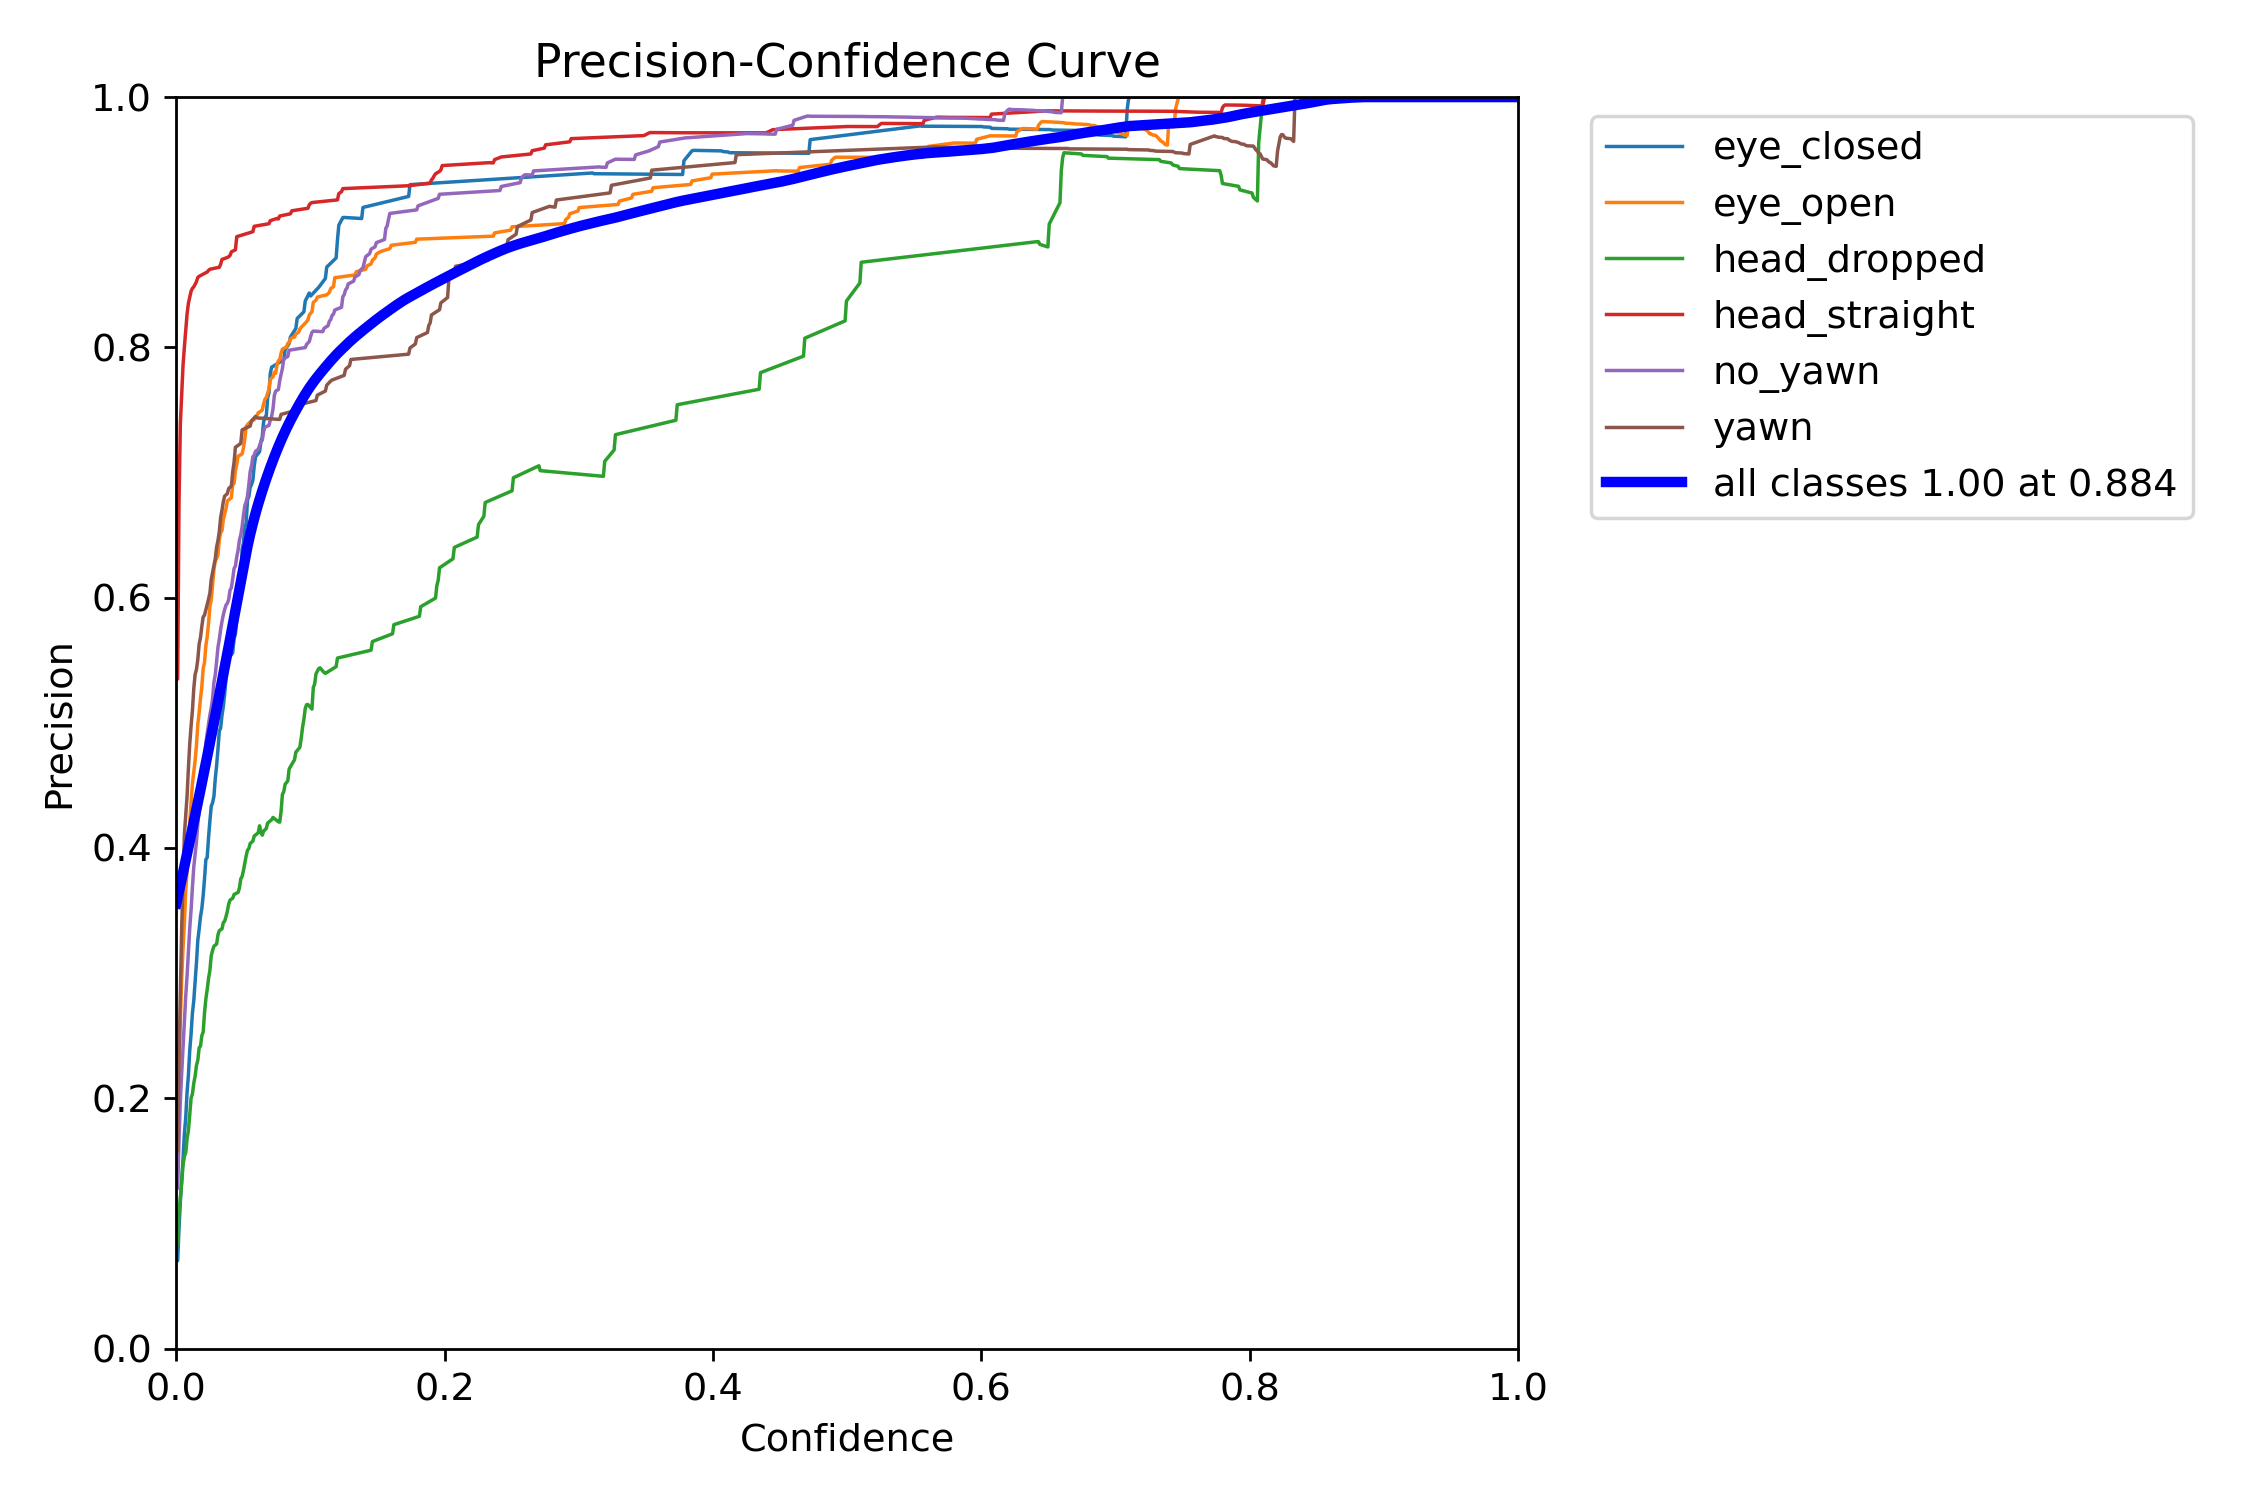 Precision-Confidence Curve
1.0
0.8
0.6
0.4
0.2
0.0
Precision
0.0 0.2 0.4 0.6 0.8 1.0
Confidence
eye_closed
eye_open
head_dropped
head_straight
no_yawn
yawn
all classes 1.00 at 0.884